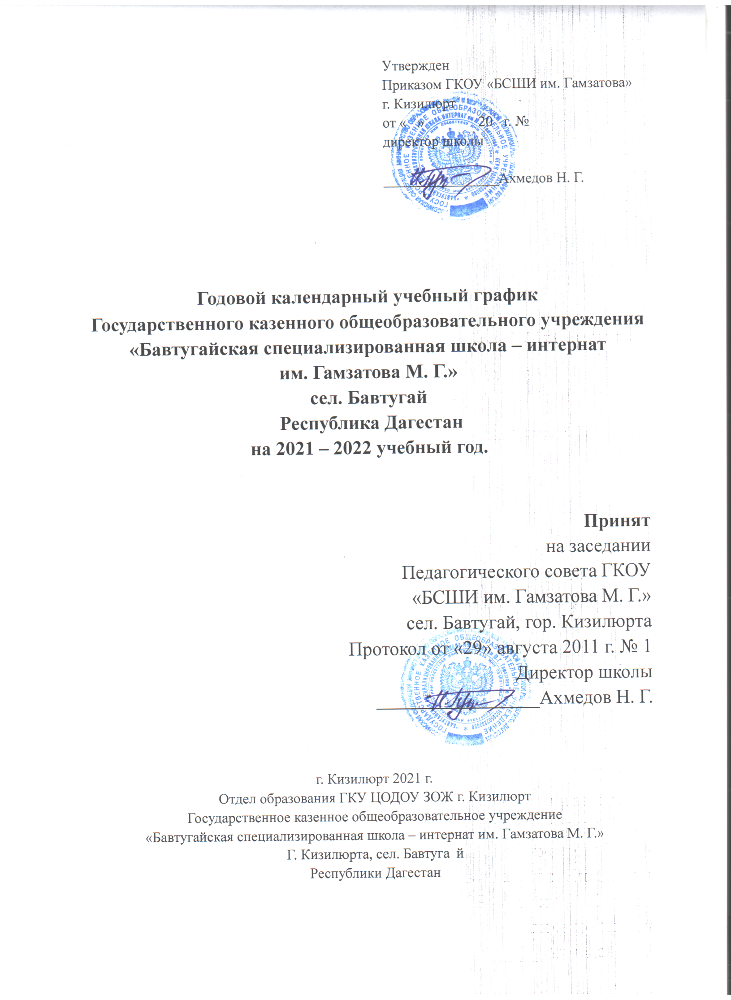 Утвержден
Приказом ГКОУ «БСШИ им. Гамзатова»
г. Кизилюрт
от « » 20 г. №
директор школы
Ахмедов Н. Г.
Годовой календарный учебный график
Государственного казенного общеобразовательного учреждения
«Бавтугайская специализированная школа – интернат
им. Гамзатова М. Г.»
сел. Бавтугай
Республика Дагестан
на 2021 – 2022 учебный год.
Принят
на заседании
Педагогического совета ГКОУ
«БСШИ им. Гамзатова М. Г.»
сел. Бавтугай, гор. Кизилюрта
Протокол от «29» августа 2011 г. № 1
Директор школы
Ахмедов Н. Г.
г. Кизилюрт 2021 г.
Отдел образования ГКУ ЦОДОУ ЗОЖ г. Кизилюрт
Государственное казенное общеобразовательное учреждение
«Бавтугайская специализированная школа – интернат им. Гамзатова М. Г.»
Г. Кизилюрта, сел. Бавтуга й
Республики Дагестан